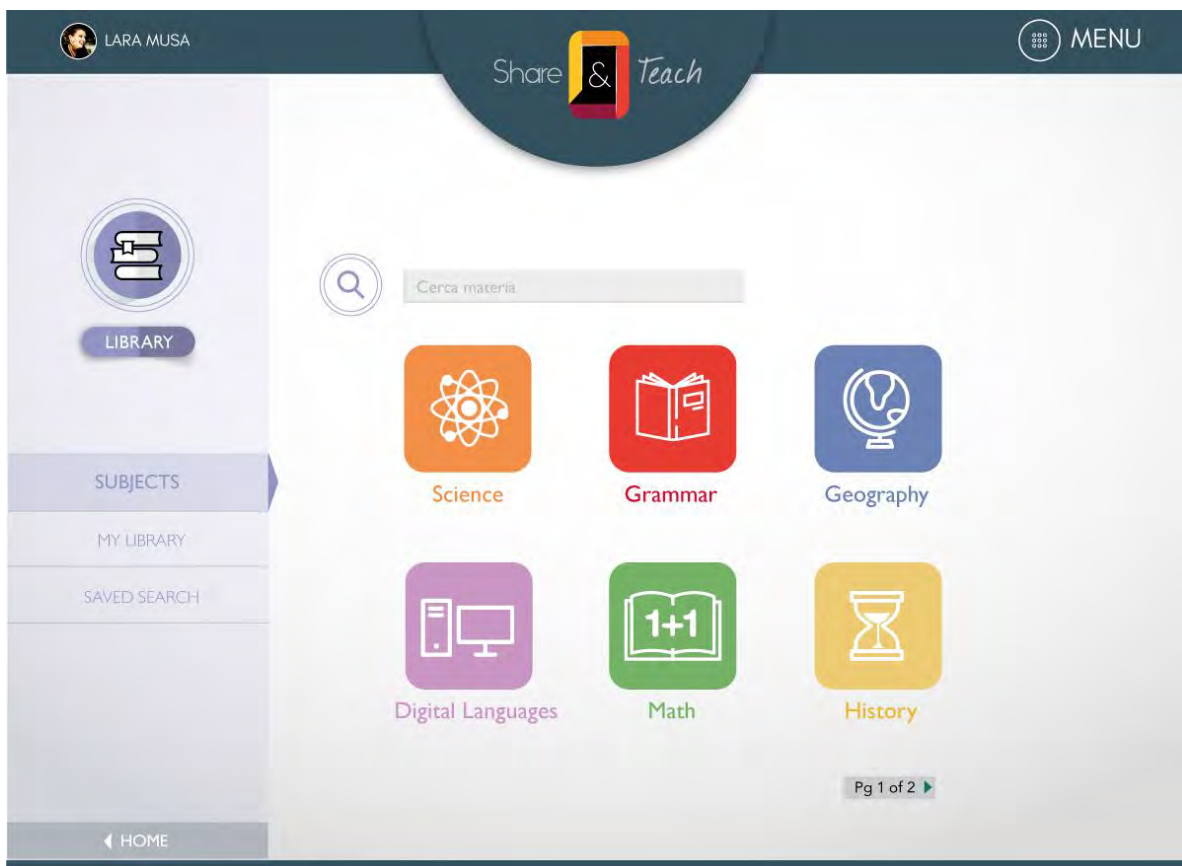 LARA MUSA
Share & Teach
MENU
LIBRARY
Cerca materia
SUBJECTS
MY LIBRARY
SAVED SEARCH
Science
Grammar
Geography
1+1
Digital Languages
Math
History
Pg 1 of 2
HOME